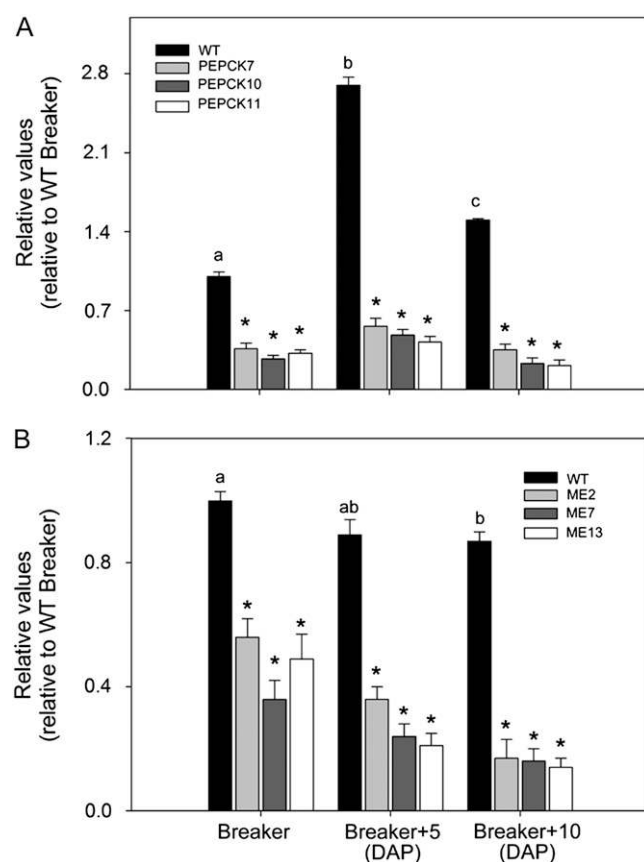 A
WT
PEPCK7
PEPCK10
PEPCK11
Relative values
(relative to WT Breaker)
2.8
2.1
1.4
0.7
0.0
a
* * *
b
* * *
c
* * *
B
WT
ME2
ME7
ME13
Relative values
(relative to WT Breaker)
1.2
0.8
0.4
0.0
a
* * *
ab
* * *
b
* * *
Breaker
Breaker+5
(DAP)
Breaker+10
(DAP)